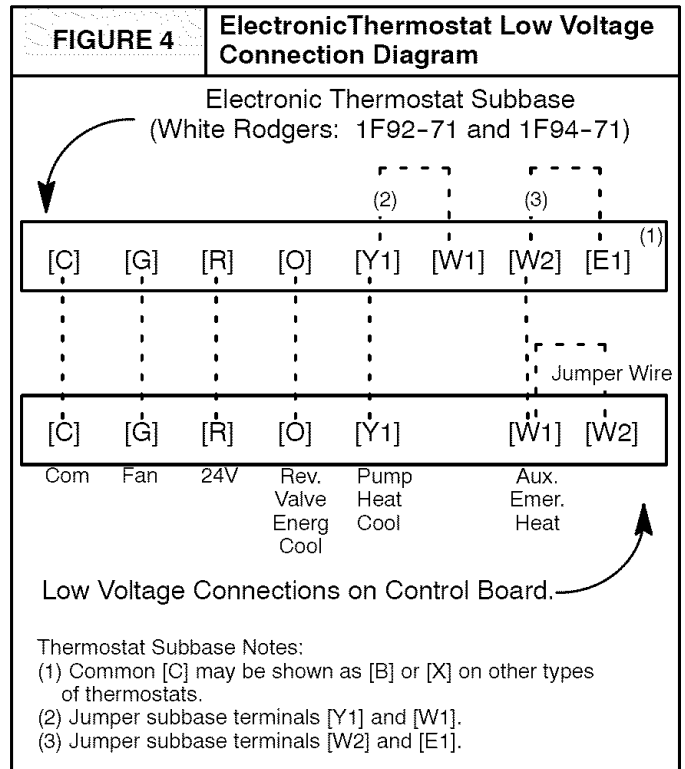 FIGURE 4
ElectronicThermostat Low Voltage
Connection Diagram
Electronic Thermostat Subbase
(White Rodgers: 1F92-71 and 1F94-71)
(2) (3)
(1)
[C] [G] [R] [O] [Y1] [W1] [W2] [E1]
Jumper Wire
[C] [G] [R] [O] [Y1] [W1] [W2]
Com Fan 24V Rev. Pump Aux.
Valve Heat Emer.
Energ Cool Heat
Cool
Low Voltage Connections on Control Board.
Thermostat Subbase Notes:
(1) Common [C] may be shown as [B] or [X] on other types
of thermostats.
(2) Jumper subbase terminals [Y1] and [W1].
(3) Jumper subbase terminals [W2] and [E1].